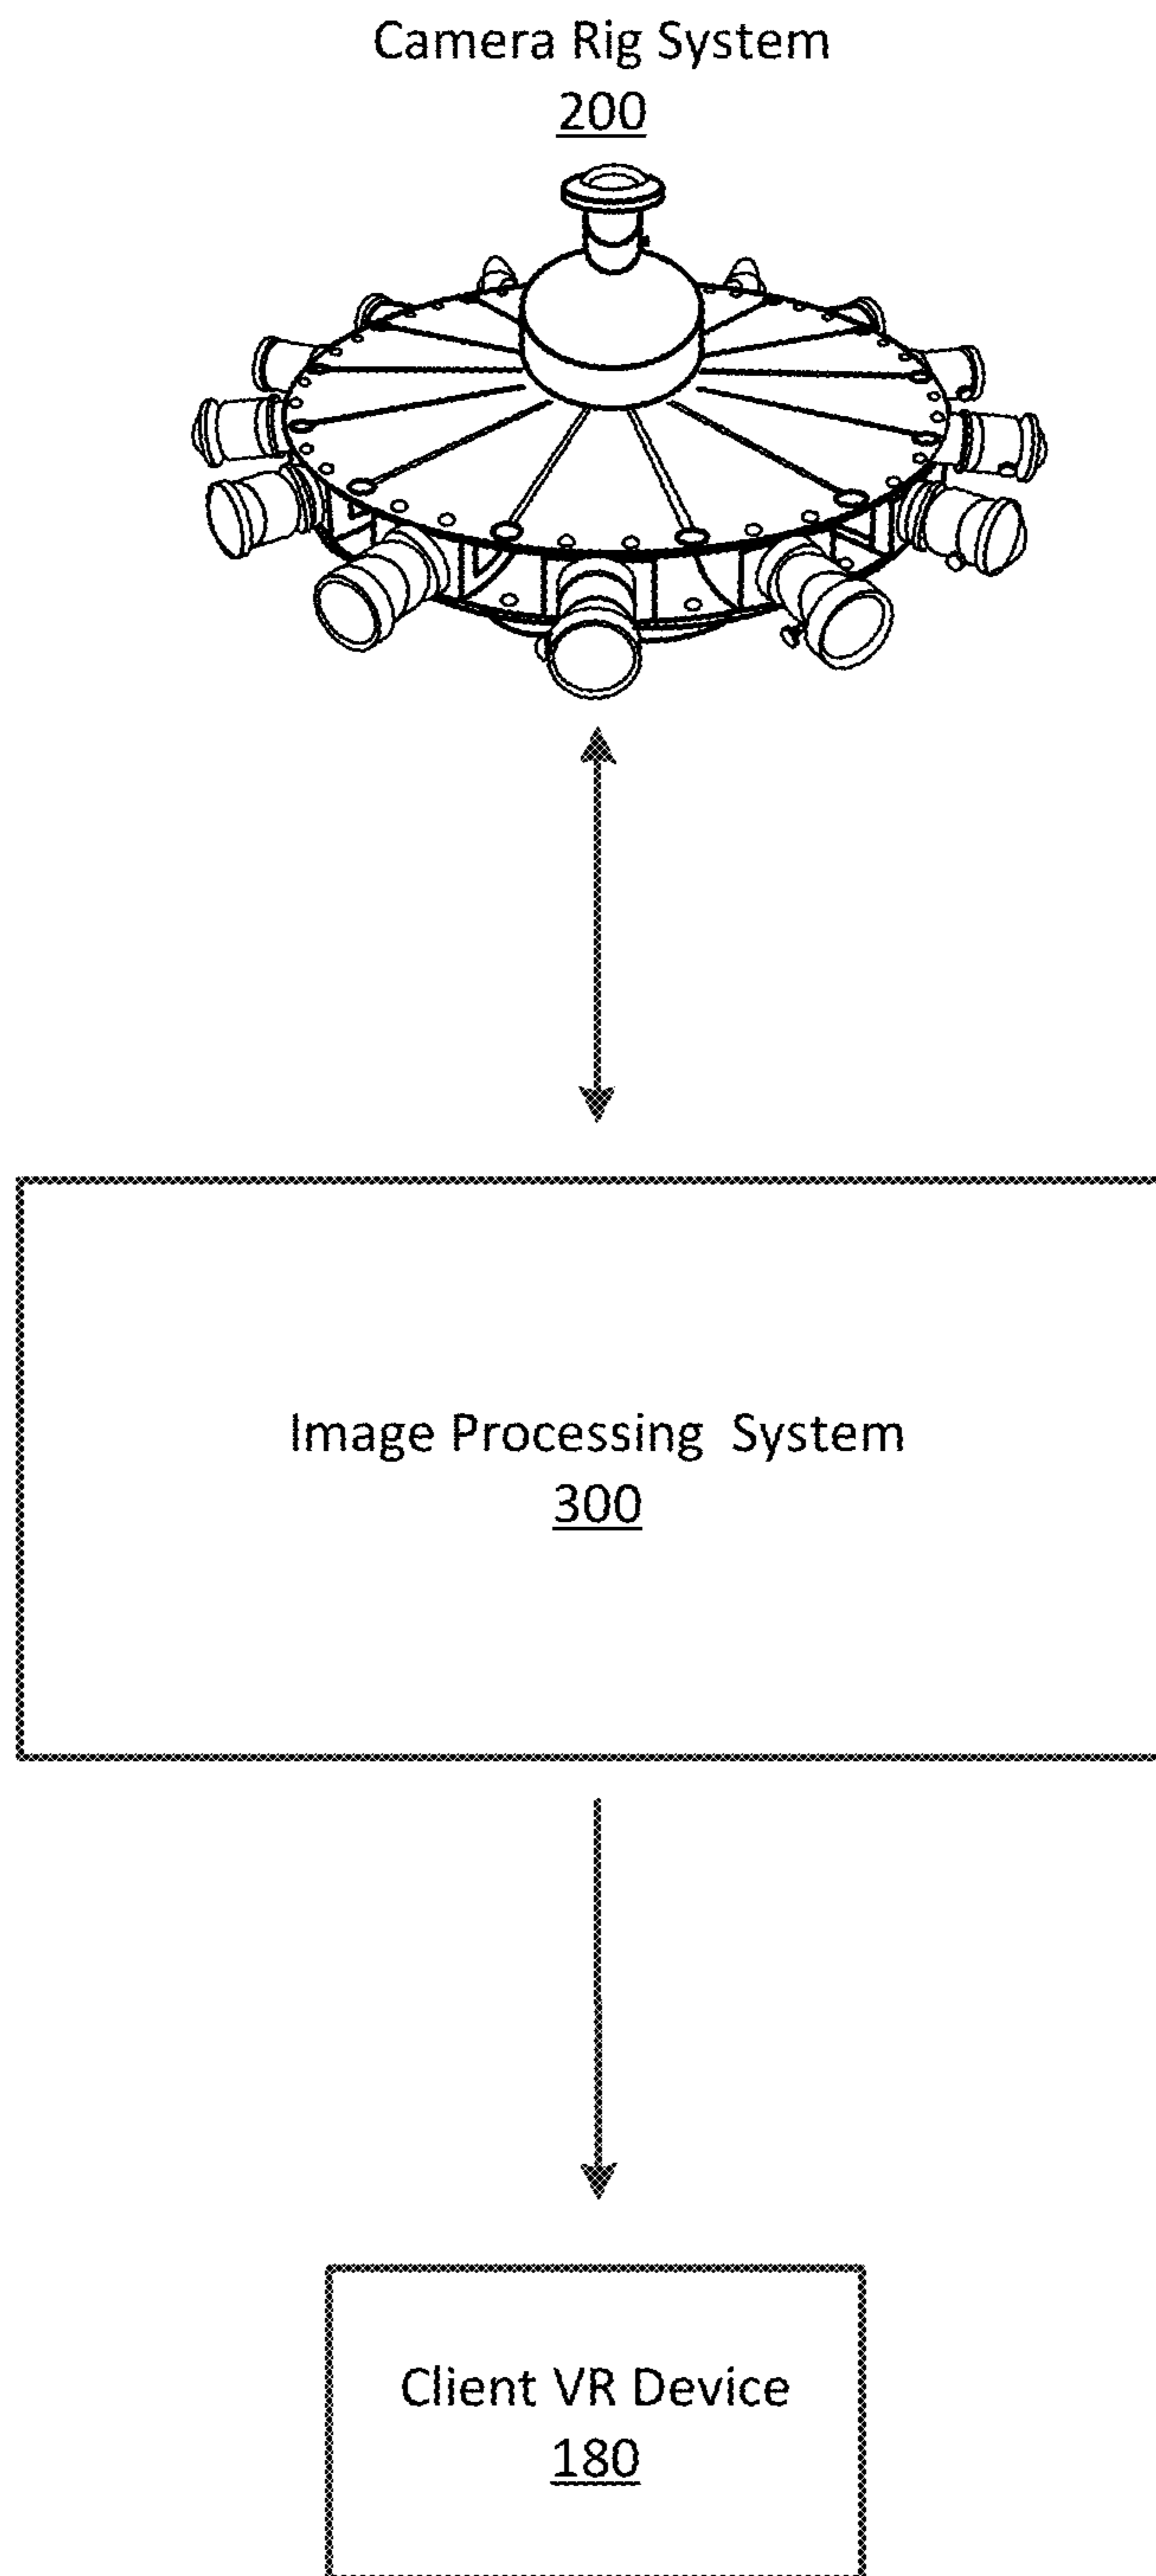 Camera Rig System
200
Image Processing System
300
Client VR Device
180